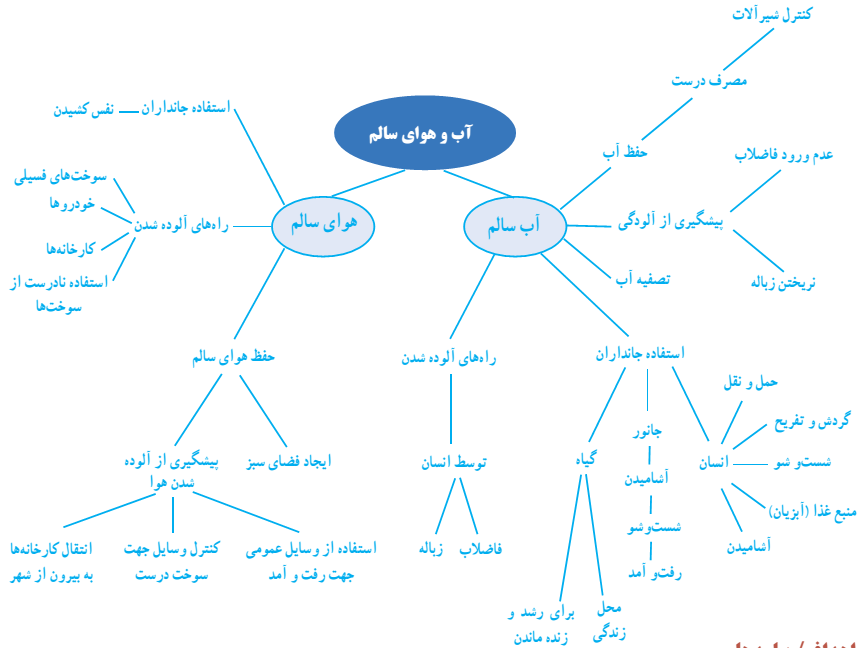 آب و هوای سالم
آب سالم
حفظ آب
مصرف درست
کنترل شیرآلات
پیشگیری از آلودگی
عدم ورود فاضلاب
نریختن زباله
تصفیه آب
استفاده جانداران
انسان
حمل و نقل
گردش و تفریح
شست‌و شو
منبع غذا (آبزیان)
آشامیدن
جانور
آشامیدن
شست‌وشو
رفت‌و آمد
گیاه
محل
زندگی
برای رشد و
زنده ماندن
راه‌های آلوده شدن
توسط انسان
فاضلاب
زباله
هوای سالم
استفاده جانداران
نفس کشیدن
راه‌های آلوده شدن
سوخت‌های فسیلی
خودروها
کارخانه‌ها
استفاده نادرست از
سوخت‌ها
حفظ هوای سالم
ایجاد فضای سبز
پیشگیری از آلوده
شدن هوا
استفاده از وسایل عمومی
جهت رفت و آمد
کنترل وسایل جهت
سوخت درست
انتقال کارخانه‌ها
به بیرون از شهر